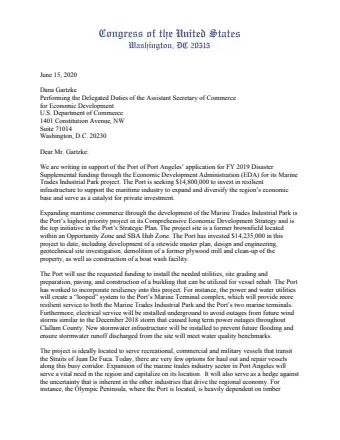 Congress of the United States
Washington, DC 20515
June 15, 2020
Dana Gartzke
Performing the Delegated Duties of the Assistant Secretary of Commerce
for Economic Development
U.S. Department of Commerce
1401 Constitution Avenue, NW
Suite 71014
Washington, D.C. 20230
Dear Mr. Gartzke:
We are writing in support of the Port of Port Angeles' application for FY 2019 Disaster
Supplemental funding through the Economic Development Administration (EDA) for its Marine
Trades Industrial Park project. The Port is seeking $14,800,000 to invest in resilient
infrastructure to support the maritime industry to expand and diversify the region's economic
base and serve as a catalyst for private investment.
Expanding maritime commerce through the development of the Marine Trades Industrial Park is
the Port's highest priority project in its Comprehensive Economic Development Strategy and is
the top initiative in the Port's Strategic Plan. The project site is a former brownfield located
within an Opportunity Zone and SBA Hub Zone. The Port has invested $14,235,000 in this
project to date, including development of a sitewide master plan, design and engineering,
geotechnical site investigation, demolition of a former plywood mill and clean-up of the
property, as well as construction of a boat wash facility.
The Port will use the requested funding to install the needed utilities, site grading and
preparation, paving, and construction of a building that can be utilized for vessel rehab. The Port
has worked to incorporate resiliency into this project. For instance, the power and water utilities
will create a "looped" system to the Port's Marine Terminal complex, which will provide more
resilient service to both the Marine Trades Industrial Park and the Port's two marine terminals.
Furthermore, electrical service will be installed underground to avoid outages from future wind
storms similar to the December 2018 storm that caused long term power outages throughout
Clallam County. New stormwater infrastructure will be installed to prevent future flooding and
ensure stormwater runoff discharged from the site will meet water quality benchmarks.
The project is ideally located to serve recreational, commercial and military vessels that transit
the Straits of Juan De Fuca. Today, there are very few options for haul out and repair vessels
along this busy corridor. Expansion of the marine trades industry sector in Port Angeles will
serve a vital need in the region and capitalize on its location. It will also serve as a hedge against
the uncertainty that is inherent in the other industries that drive the regional economy. For
instance, the Olympic Peninsula, where the Port is located, is heavily dependent on timber